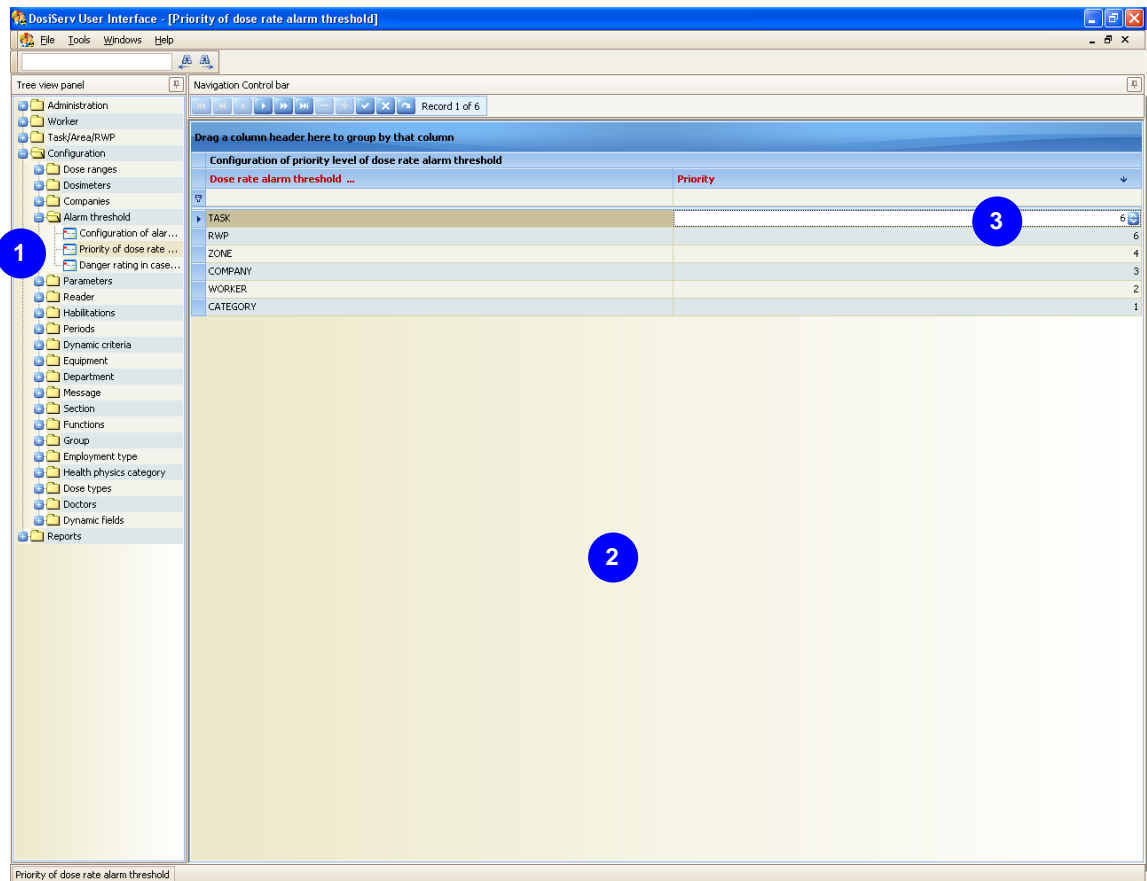 DosiServ User Interface - [Priority of dose rate alarm threshold]
File Tools Windows Help
Tree view panel
Navigation Control bar
Administration
Worker
Task/Area/RWP
Configuration
Dose ranges
Dosimeters
Companies
Alarm threshold
Configuration of alar...
Priority of dose rate ...
Danger rating in case...
Parameters
Reader
Habilitations
Periods
Dynamic criteria
Equipment
Department
Message
Section
Functions
Group
Employment type
Health physics category
Dose types
Doctors
Dynamic fields
Reports
1
Record 1 of 6
Drag a column header here to group by that column
Configuration of priority level of dose rate alarm threshold
Dose rate alarm threshold ... Priority
TASK 6
RWP 6
ZONE 4
COMPANY 3
WORKER 2
CATEGORY 1
3
2
Priority of dose rate alarm threshold